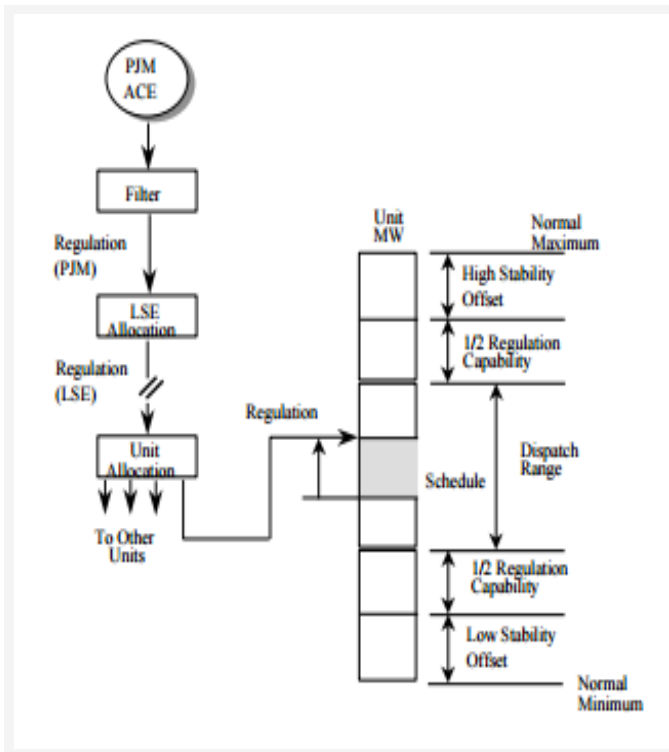 PJM
ACE
Filter
Regulation
(PJM)
LSE
Allocation
Regulation
(LSE)
Unit
Allocation
To Other
Units
Regulation
Unit
MW
Normal
Maximum
High Stability
Offset
1/2 Regulation
Capability
Dispatch
Range
Schedule
1/2 Regulation
Capability
Low Stability
Offset
Normal
Minimum